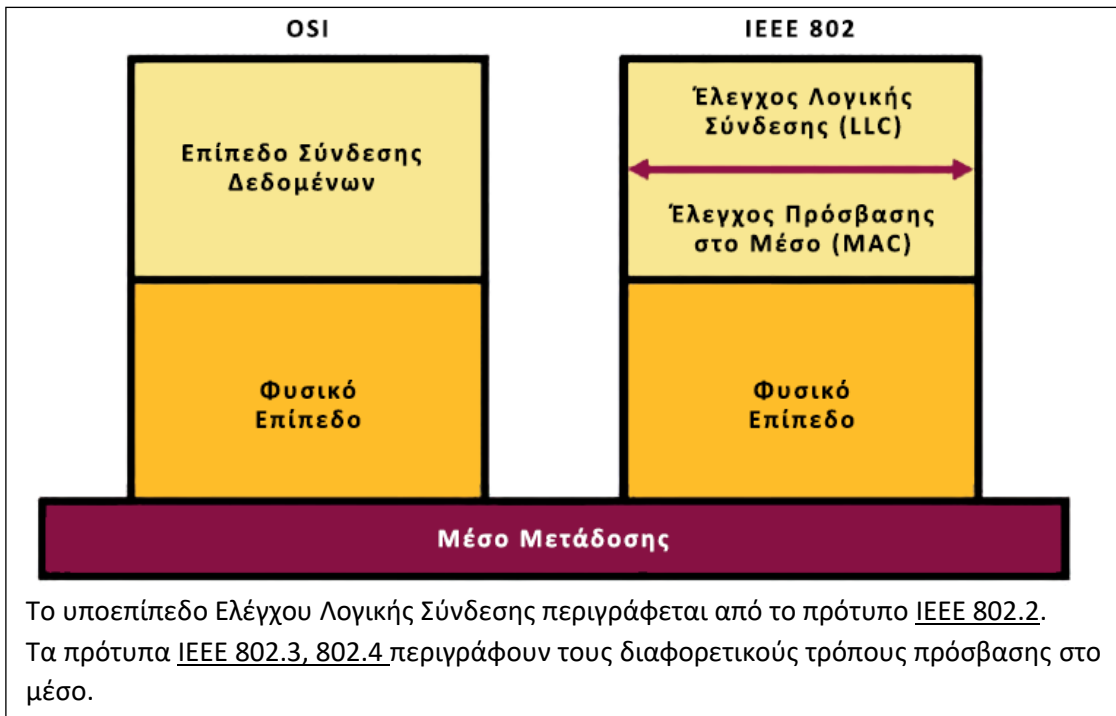 OSI
IEEE 802
Επίπεδο Σύνδεσης
Δεδομένων
Έλεγχος Λογικής
Σύνδεσης (LLC)
Έλεγχος Πρόσβασης
στο Μέσο (MAC)
Φυσικό
Επίπεδο
Φυσικό
Επίπεδο
Μέσο Μετάδοσης
Το υποεπίπεδο Ελέγχου Λογικής Σύνδεσης περιγράφεται από το πρότυπο IEEE 802.2.
Τα πρότυπα IEEE 802.3, 802.4 περιγράφουν τους διαφορετικούς τρόπους πρόσβασης στο
μέσο.